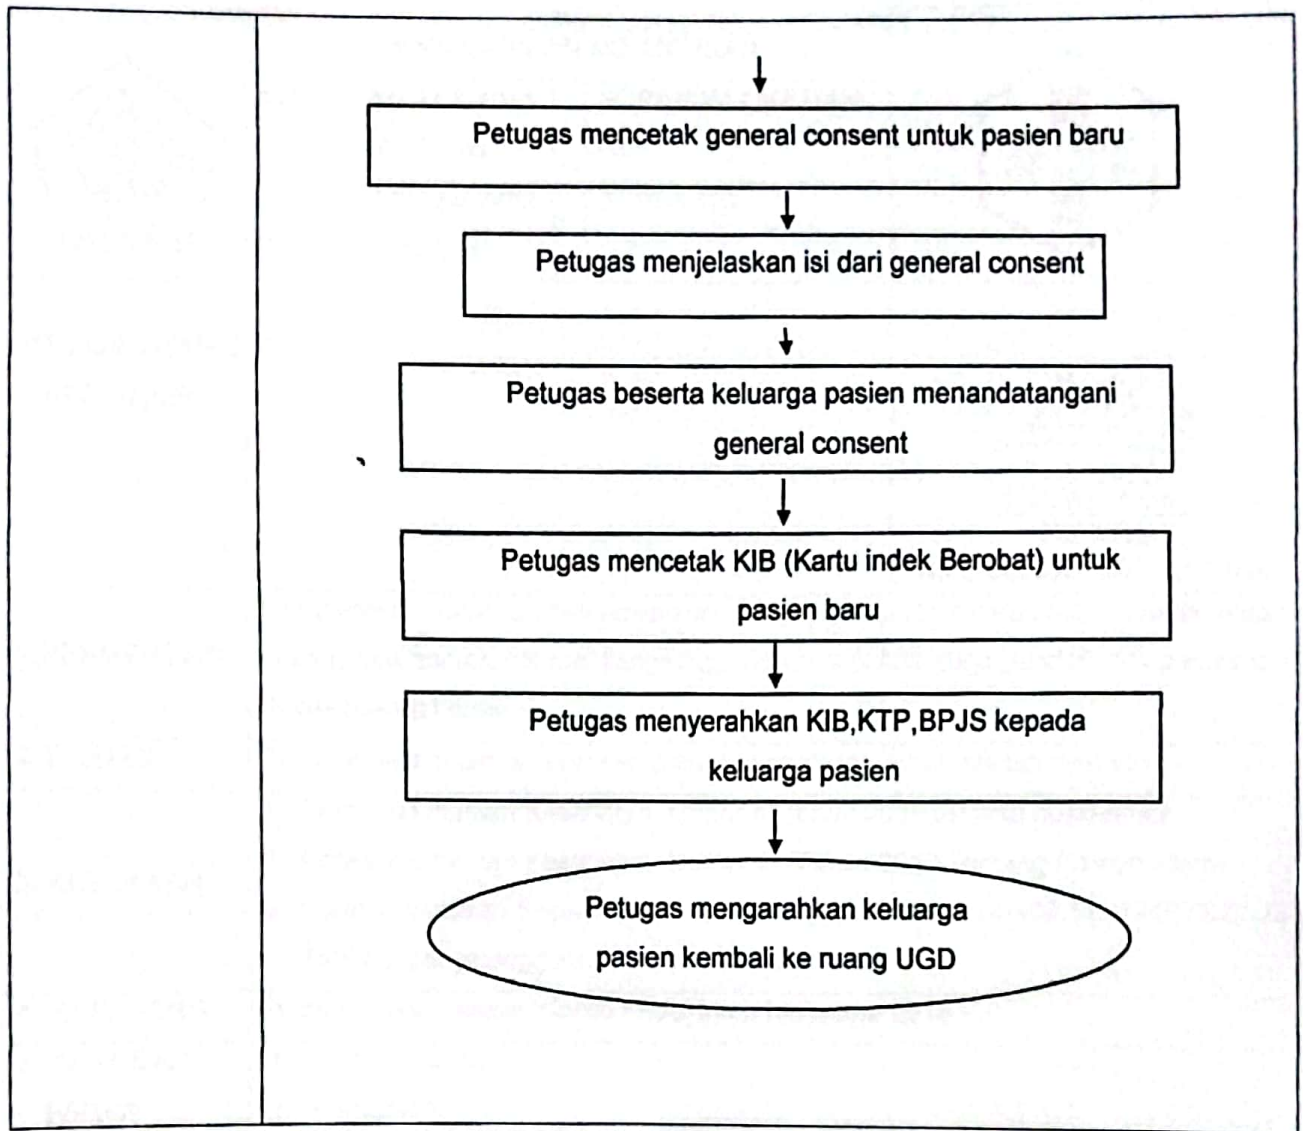 Petugas mencetak general consent untuk pasien baru
Petugas menjelaskan isi dari general consent
Petugas beserta keluarga pasien menandatangani
general consent
Petugas mencetak KIB (Kartu indek Berobat) untuk
pasien baru
Petugas menyerahkan KIB,KTP,BPJS kepada
keluarga pasien
Petugas mengarahkan keluarga
pasien kembali ke ruang UGD